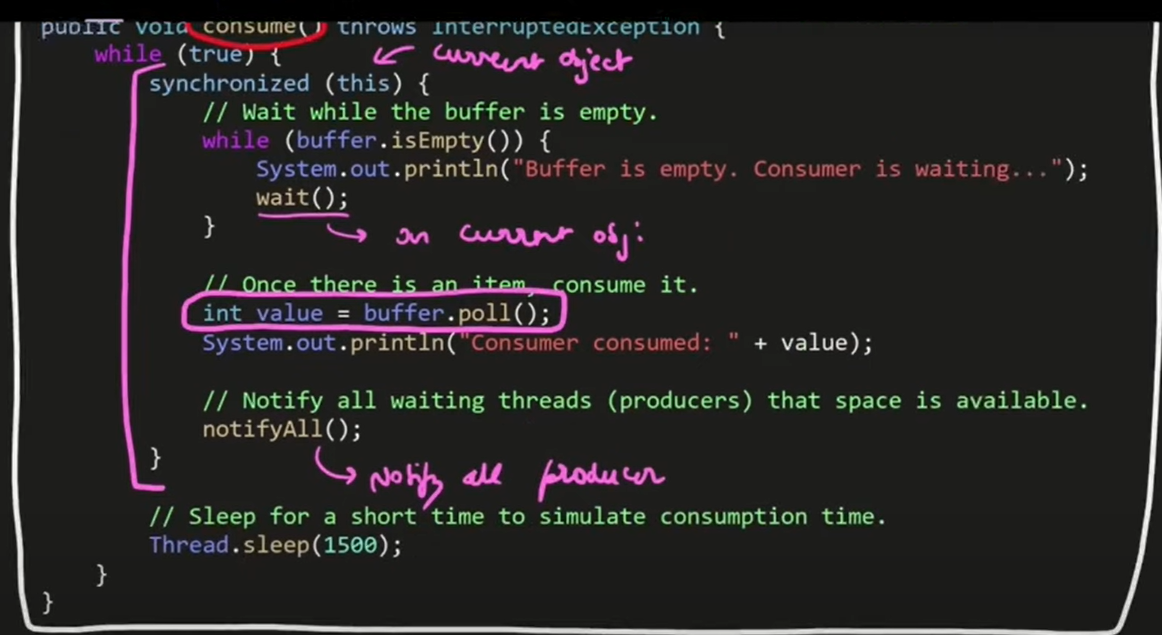 public void consume() throws InterruptedException {
while (true) {
← current object
synchronized (this) {
// Wait while the buffer is empty.
while (buffer.isEmpty()) {
System.out.println("Buffer is empty. Consumer is waiting...");
wait();
}
→ on current obj:
// Once there is an item, consume it.
int value = buffer.poll();
System.out.println("Consumer consumed: " + value);
// Notify all waiting threads (producers) that space is available.
notifyAll();
}
→ Notify all producer
// Sleep for a short time to simulate consumption time.
Thread.sleep(1500);
}
}